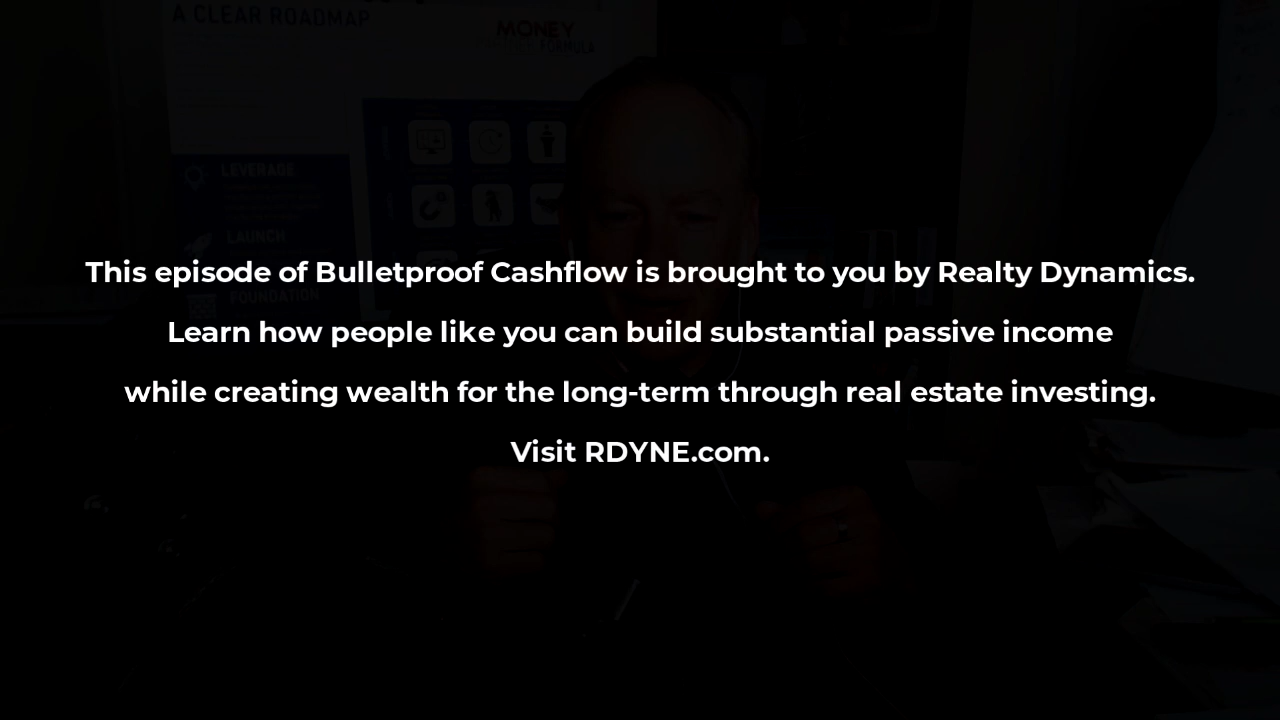 A CLEAR ROADMAP
MONEY
FORMULA
LEVERAGE
LAUNCH
FOUNDATION
This episode of Bulletproof Cashflow is brought to you by Realty Dynamics.
Learn how people like you can build substantial passive income
while creating wealth for the long-term through real estate investing.
Visit RDYNE.com.